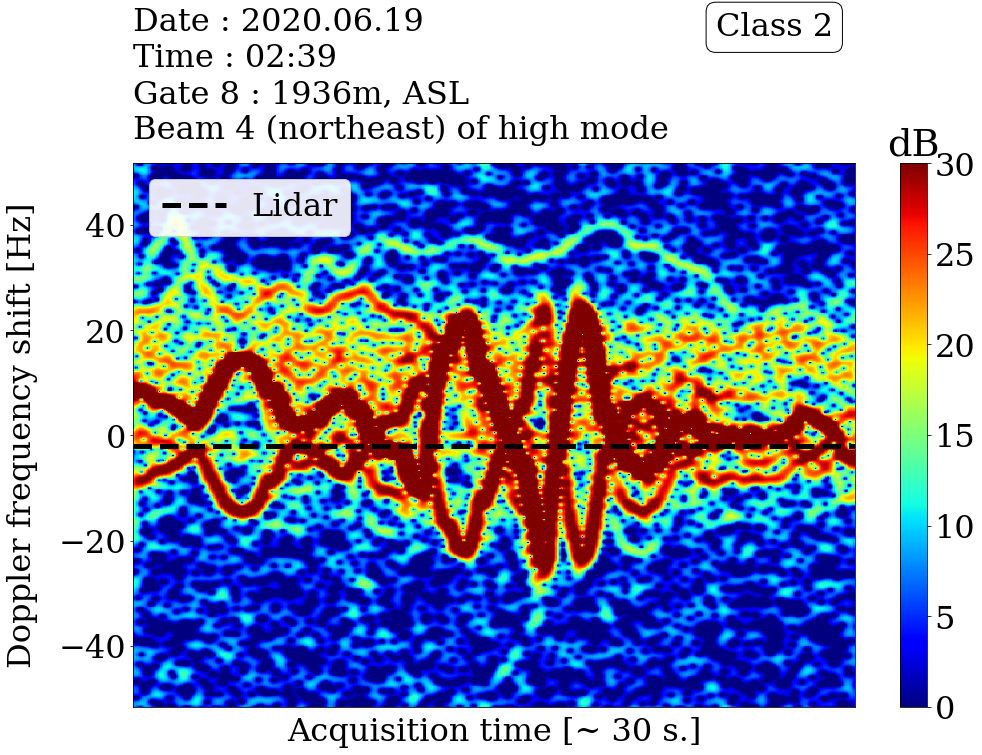 Date : 2020.06.19
Time : 02:39
Gate 8 : 1936m, ASL
Beam 4 (northeast) of high mode
Class 2
dB
Lidar
Doppler frequency shift [Hz]
40
20
0
−20
−40
30
25
20
15
10
5
0
Acquisition time [~ 30 s.]